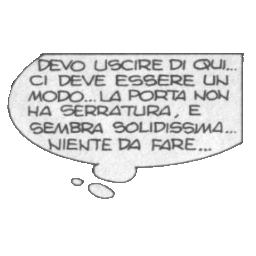 DEVO USCIRE DI QUI...
CI DEVE ESSERE UN
MODO... LA PORTA NON
HA SERRATURA, E
SEMBRA SOLIDISSIMA...
NIENTE DA FARE...